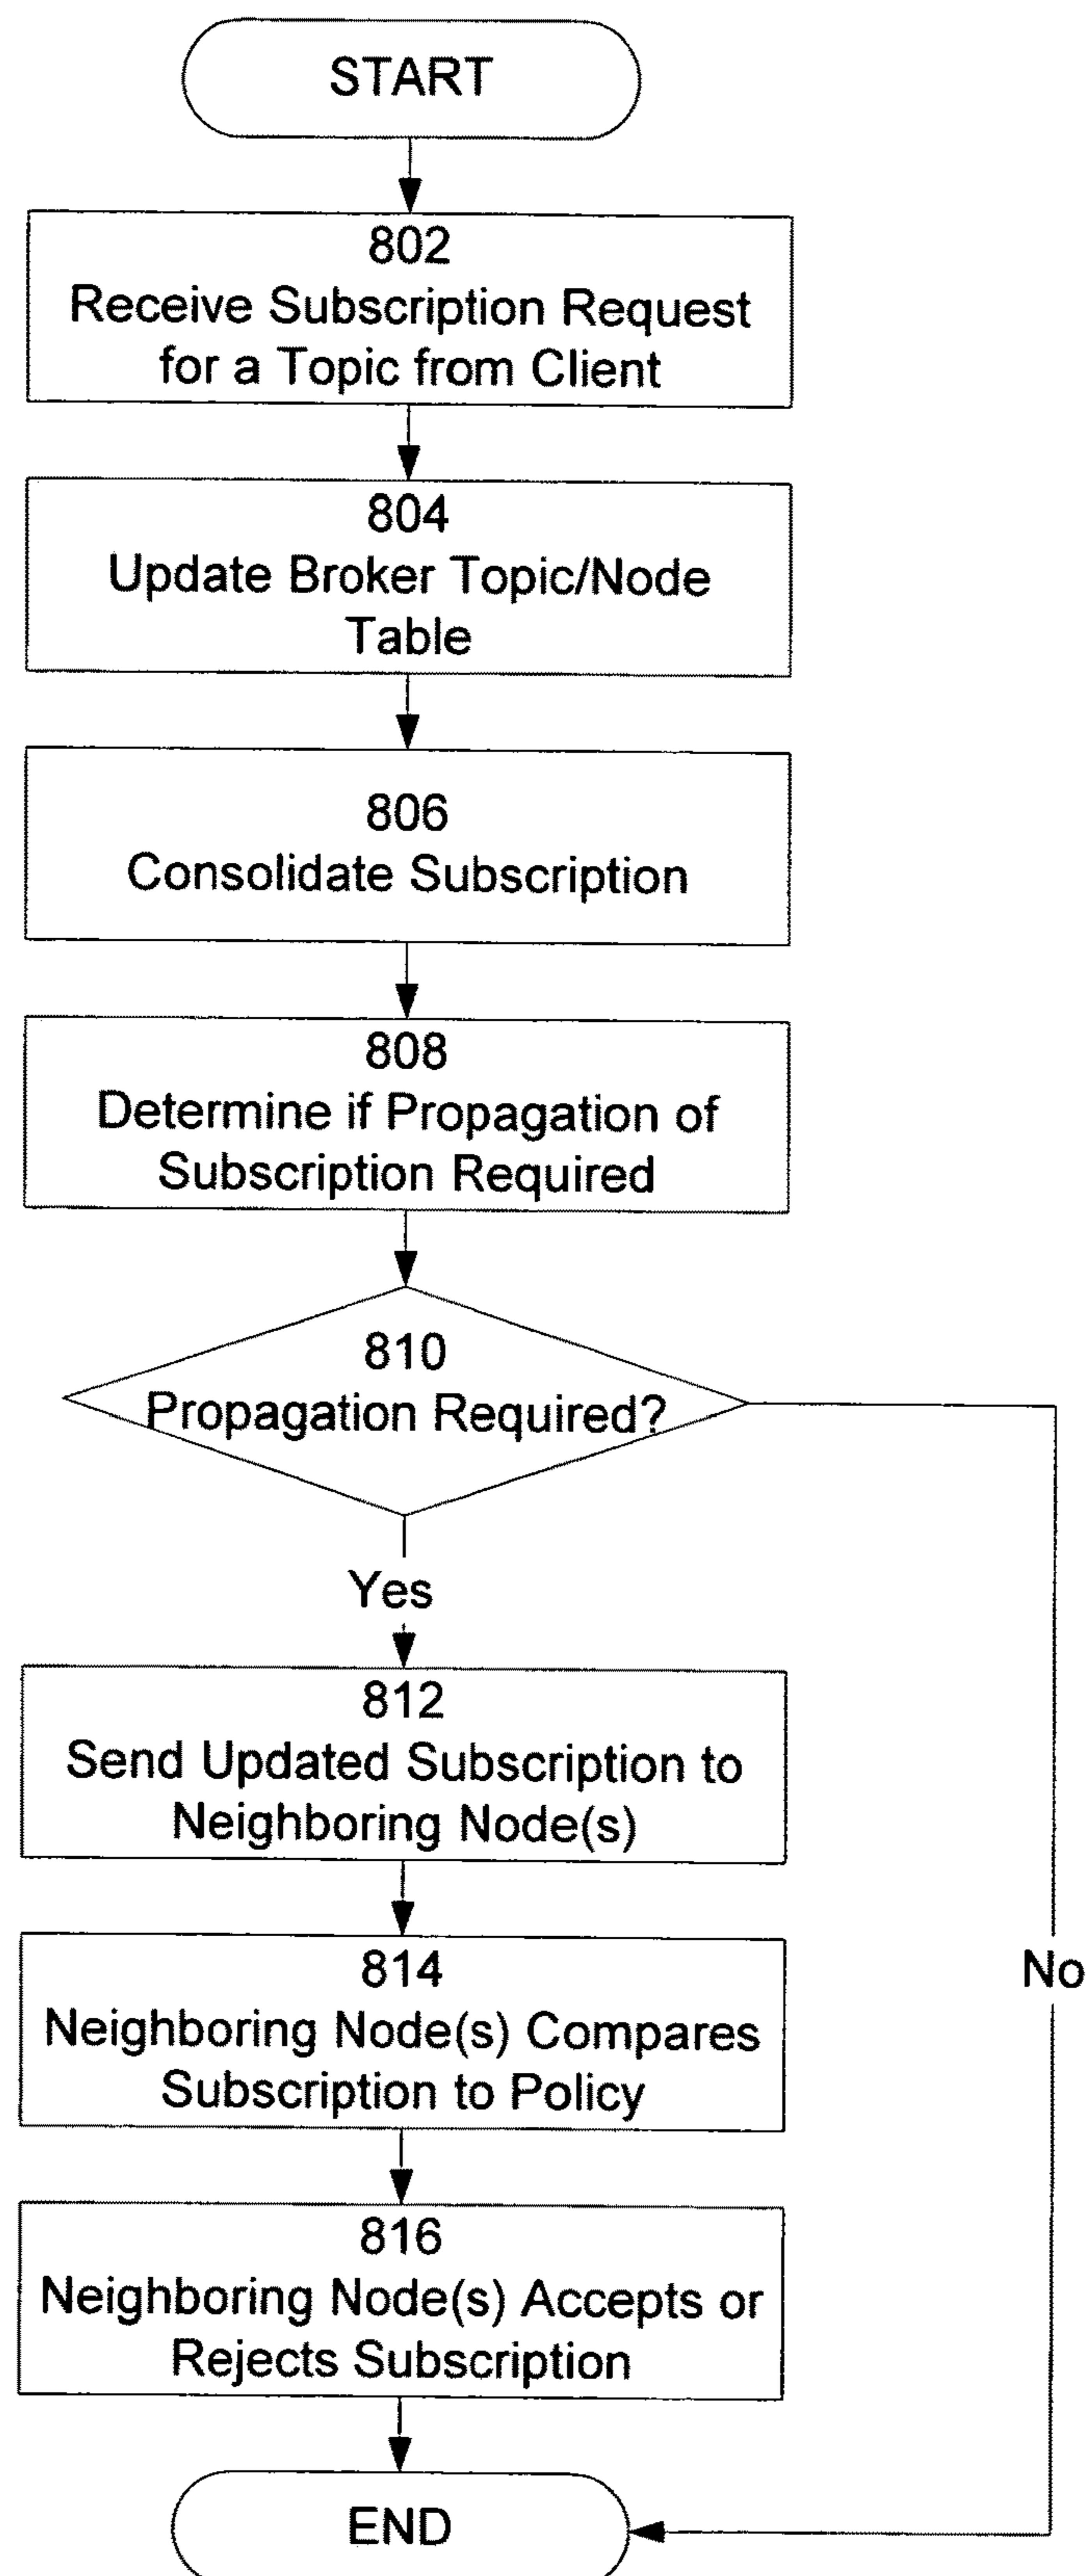 START
802
Receive Subscription Request
for a Topic from Client
804
Update Broker Topic/Node
Table
806
Consolidate Subscription
808
Determine if Propagation of
Subscription Required
810
Propagation Required?
Yes
812
Send Updated Subscription to
Neighboring Node(s)
814
Neighboring Node(s) Compares
Subscription to Policy
No
816
Neighboring Node(s) Accepts or
Rejects Subscription
END